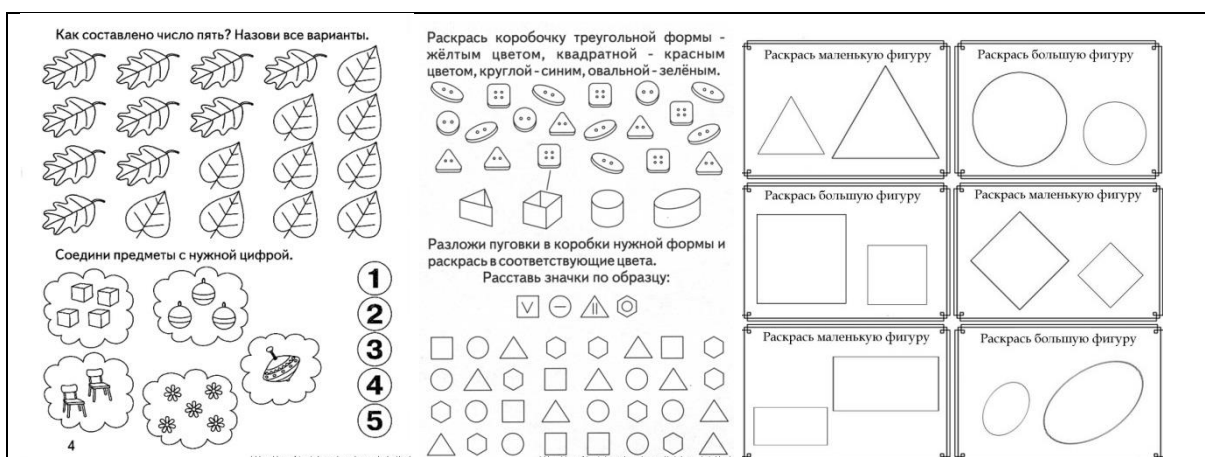 Как составлено число пять? Назови все варианты.
Соедини предметы с нужной цифрой.
1
2
3
4
5
4
Раскрась коробочку треугольной формы -
жёлтым цветом, квадратной - красным
цветом, круглой - синим, овальной - зелёным.
Разложи пуговки в коробки нужной формы и
раскрась в соответствующие цвета.
Расставь значки по образцу:
Раскрась маленькую фигуру
Раскрась большую фигуру
Раскрась большую фигуру
Раскрась маленькую фигуру
Раскрась маленькую фигуру
Раскрась большую фигуру